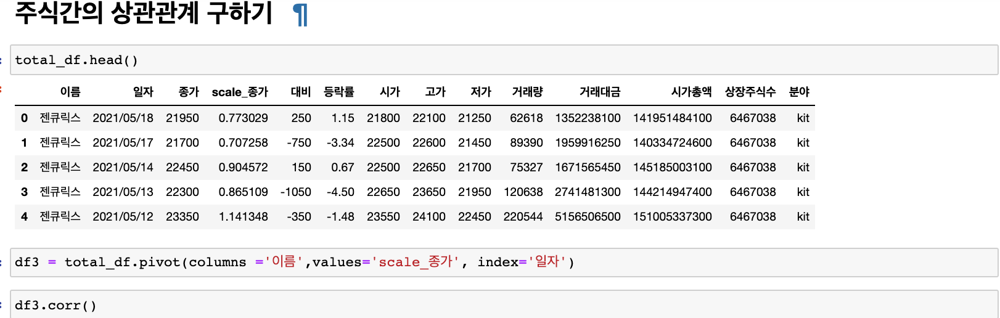 주식간의 상관관계 구하기 ¶
total_df.head()
이름 일자 종가 scale_종가 대비 등락률 시가 고가 저가 거래량 거래대금 시가총액 상장주식수 분야
0 젠큐릭스 2021/05/18 21950 0.773029 250 1.15 21800 22100 21250 62618 1352238100 141951484100 6467038 kit
1 젠큐릭스 2021/05/17 21700 0.707258 -750 -3.34 22500 22600 21450 89390 1959916250 140334724600 6467038 kit
2 젠큐릭스 2021/05/14 22450 0.904572 150 0.67 22500 22650 21700 75327 1671565450 145185003100 6467038 kit
3 젠큐릭스 2021/05/13 22300 0.865109 -1050 -4.50 22650 23650 21950 120638 2741481300 144214947400 6467038 kit
4 젠큐릭스 2021/05/12 23350 1.141348 -350 -1.48 23550 24100 22450 220544 5156506500 151005337300 6467038 kit
df3 = total_df.pivot(columns ='이름',values='scale_종가', index='일자')
df3.corr()